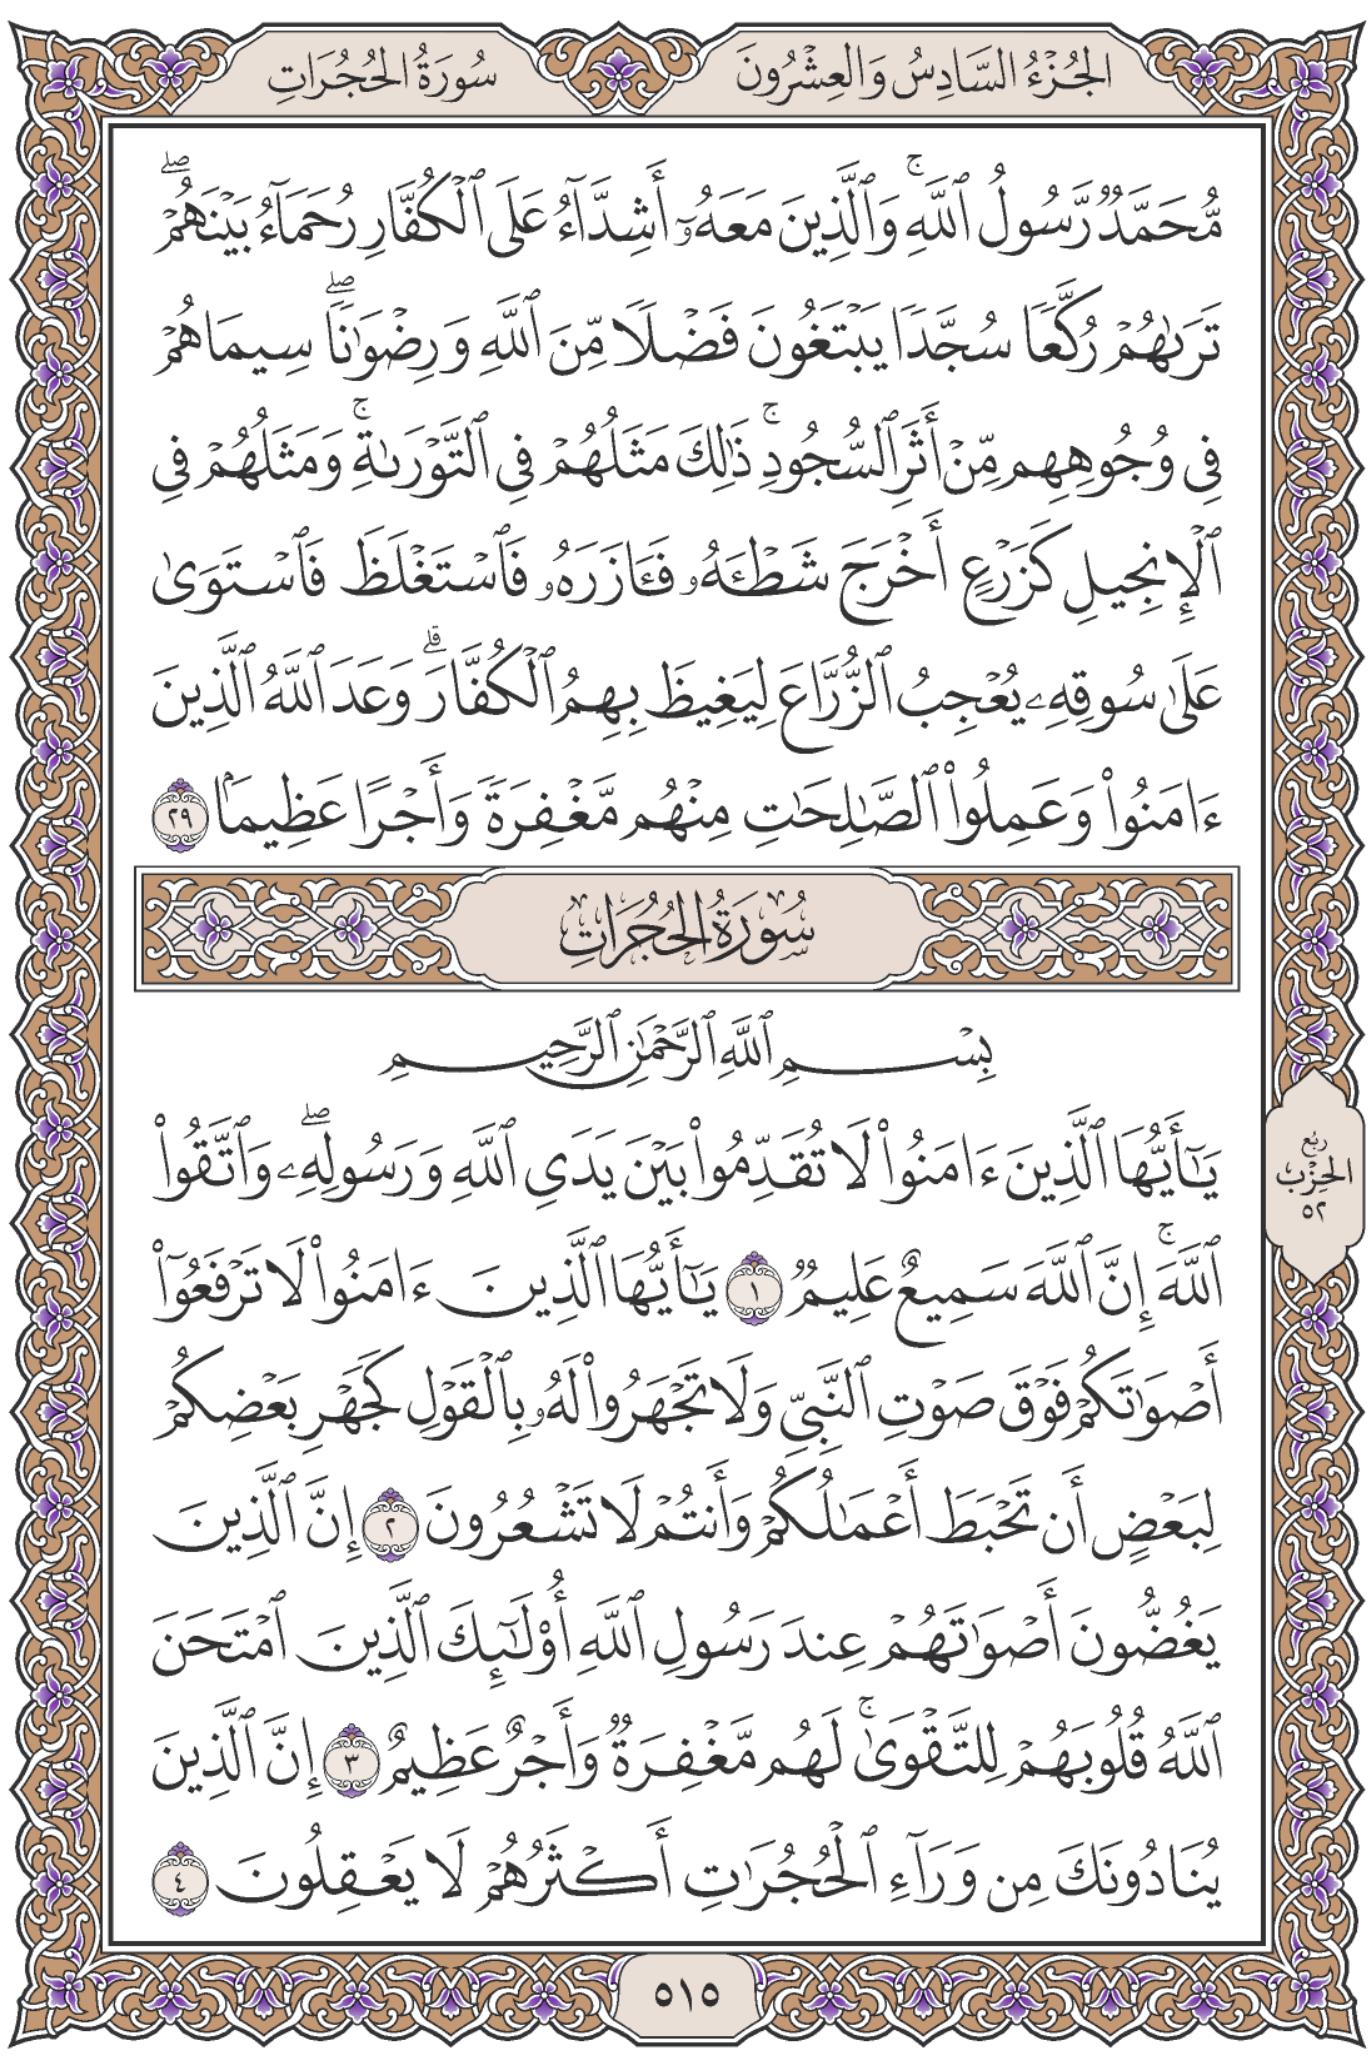 الجُزْءُ السَّادِسُ وَالعِشْرُونَ
سُورَةُ الحُجُرَاتِ
مُّحَمَّدٌ رَّسُولُ ٱللَّهِۚ وَٱلَّذِينَ مَعَهُۥٓ أَشِدَّآءُ عَلَى ٱلْكُفَّارِ رُحَمَآءُ بَيْنَهُمْۖ
تَرَىٰهُمْ رُكَّعًا سُجَّدًا يَبْتَغُونَ فَضْلًا مِّنَ ٱللَّهِ وَرِضْوَٰنًاۖ سِيمَاهُمْ
فِى وُجُوهِهِم مِّنْ أَثَرِ ٱلسُّجُودِۚ ذَٰلِكَ مَثَلُهُمْ فِى ٱلتَّوْرَىٰةِۚ وَمَثَلُهُمْ فِى
ٱلْإِنجِيلِ كَزَرْعٍ أَخْرَجَ شَطْـَٔهُۥ فَـَٔازَرَهُۥ فَٱسْتَغْلَظَ فَٱسْتَوَىٰ
عَلَىٰ سُوقِهِۦ يُعْجِبُ ٱلزُّرَّاعَ لِيَغِيظَ بِهِمُ ٱلْكُفَّارَۗ وَعَدَ ٱللَّهُ ٱلَّذِينَ
ءَامَنُوا۟ وَعَمِلُوا۟ ٱلصَّـٰلِحَـٰتِ مِنْهُم مَّغْفِرَةً وَأَجْرًا عَظِيمًۢا ٢٩
سُورَةُ الحُجُرَاتِ
بِسْمِ ٱللَّهِ ٱلرَّحْمَـٰنِ ٱلرَّحِيمِ
يَـٰٓأَيُّهَا ٱلَّذِينَ ءَامَنُوا۟ لَا تُقَدِّمُوا۟ بَيْنَ يَدَىِ ٱللَّهِ وَرَسُولِهِۦۖ وَٱتَّقُوا۟
ٱللَّهَۚ إِنَّ ٱللَّهَ سَمِيعٌ عَلِيمٌ ١ يَـٰٓأَيُّهَا ٱلَّذِينَ ءَامَنُوا۟ لَا تَرْفَعُوٓا۟
أَصْوَٰتَكُمْ فَوْقَ صَوْتِ ٱلنَّبِىِّ وَلَا تَجْهَرُوا۟ لَهُۥ بِٱلْقَوْلِ كَجَهْرِ بَعْضِكُمْ
لِبَعْضٍ أَن تَحْبَطَ أَعْمَـٰلُكُمْ وَأَنتُمْ لَا تَشْعُرُونَ ٢ إِنَّ ٱلَّذِينَ
يَغُضُّونَ أَصْوَٰتَهُمْ عِندَ رَسُولِ ٱللَّهِ أُو۟لَـٰٓئِكَ ٱلَّذِينَ ٱمْتَحَنَ
ٱللَّهُ قُلُوبَهُمْ لِلتَّقْوَىٰۚ لَهُم مَّغْفِرَةٌ وَأَجْرٌ عَظِيمٌ ٣ إِنَّ ٱلَّذِينَ
يُنَادُونَكَ مِن وَرَآءِ ٱلْحُجُرَٰتِ أَكْثَرُهُمْ لَا يَعْقِلُونَ ٤
رُبْع
الحِزْب
٥٢
٥١٥